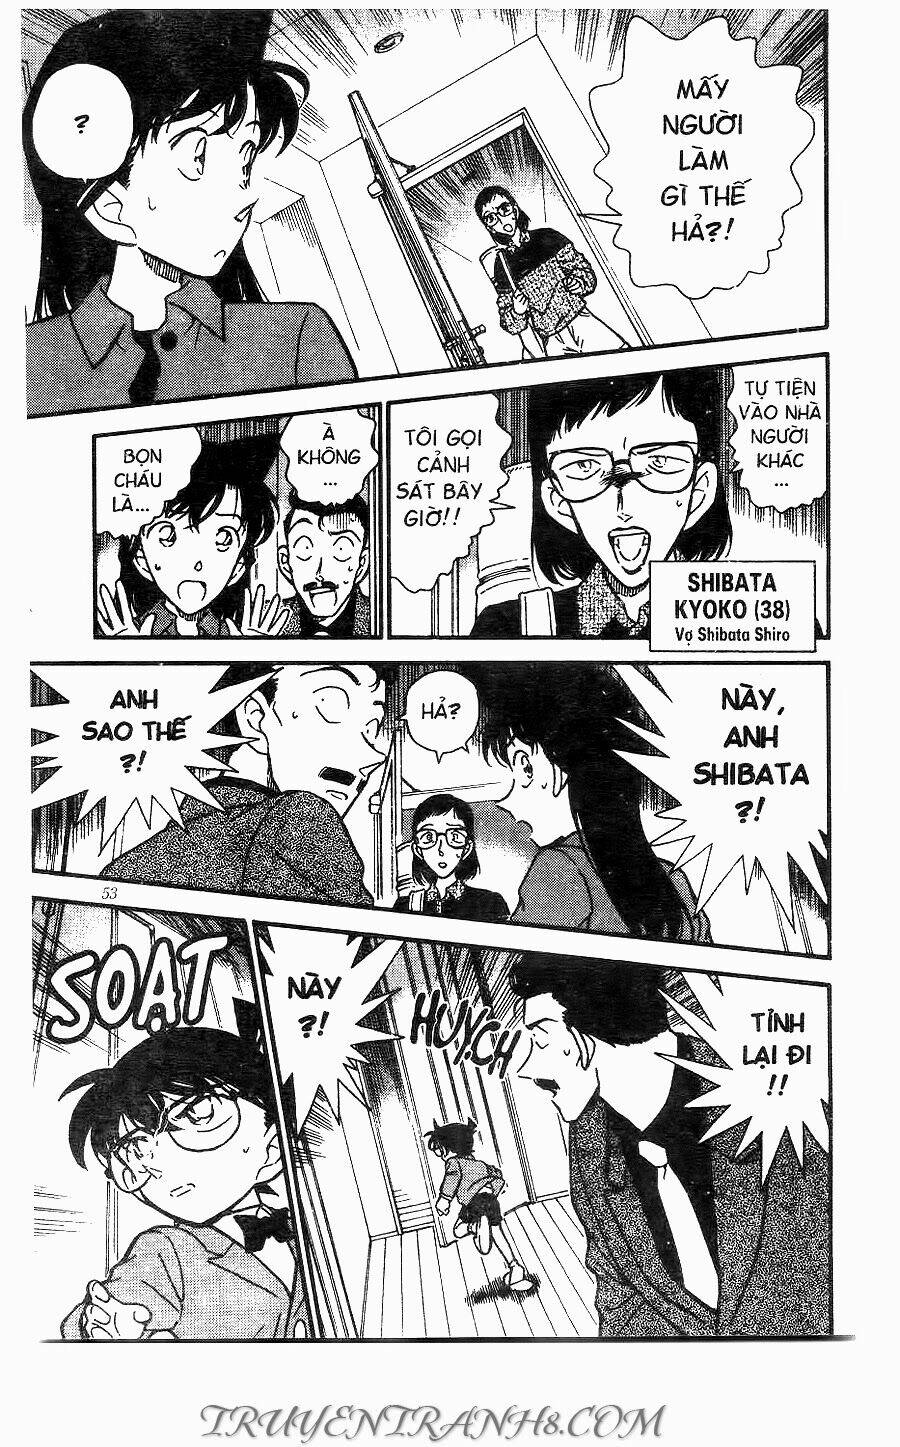 MẤY
NGƯỜI
LÀM
GÌ THẾ
HẢ?!
?
TỰ TIỆN
VÀO NHÀ
NGƯỜI
KHÁC
...
TÔI GỌI
CẢNH
SÁT BÂY
GIỜ!!
SHIBATA
KYOKO (38)
Vợ Shibata Shiro
À
KHÔNG
...
BỌN
CHÁU
LÀ...
NÀY,
ANH
SHIBATA
?!
HẢ?
ANH
SAO THẾ
?!
53
SOẠT
NÀY
?!
HUỴCH
TỈNH
LẠI ĐI
!!
TRUYENTRANH8.COM